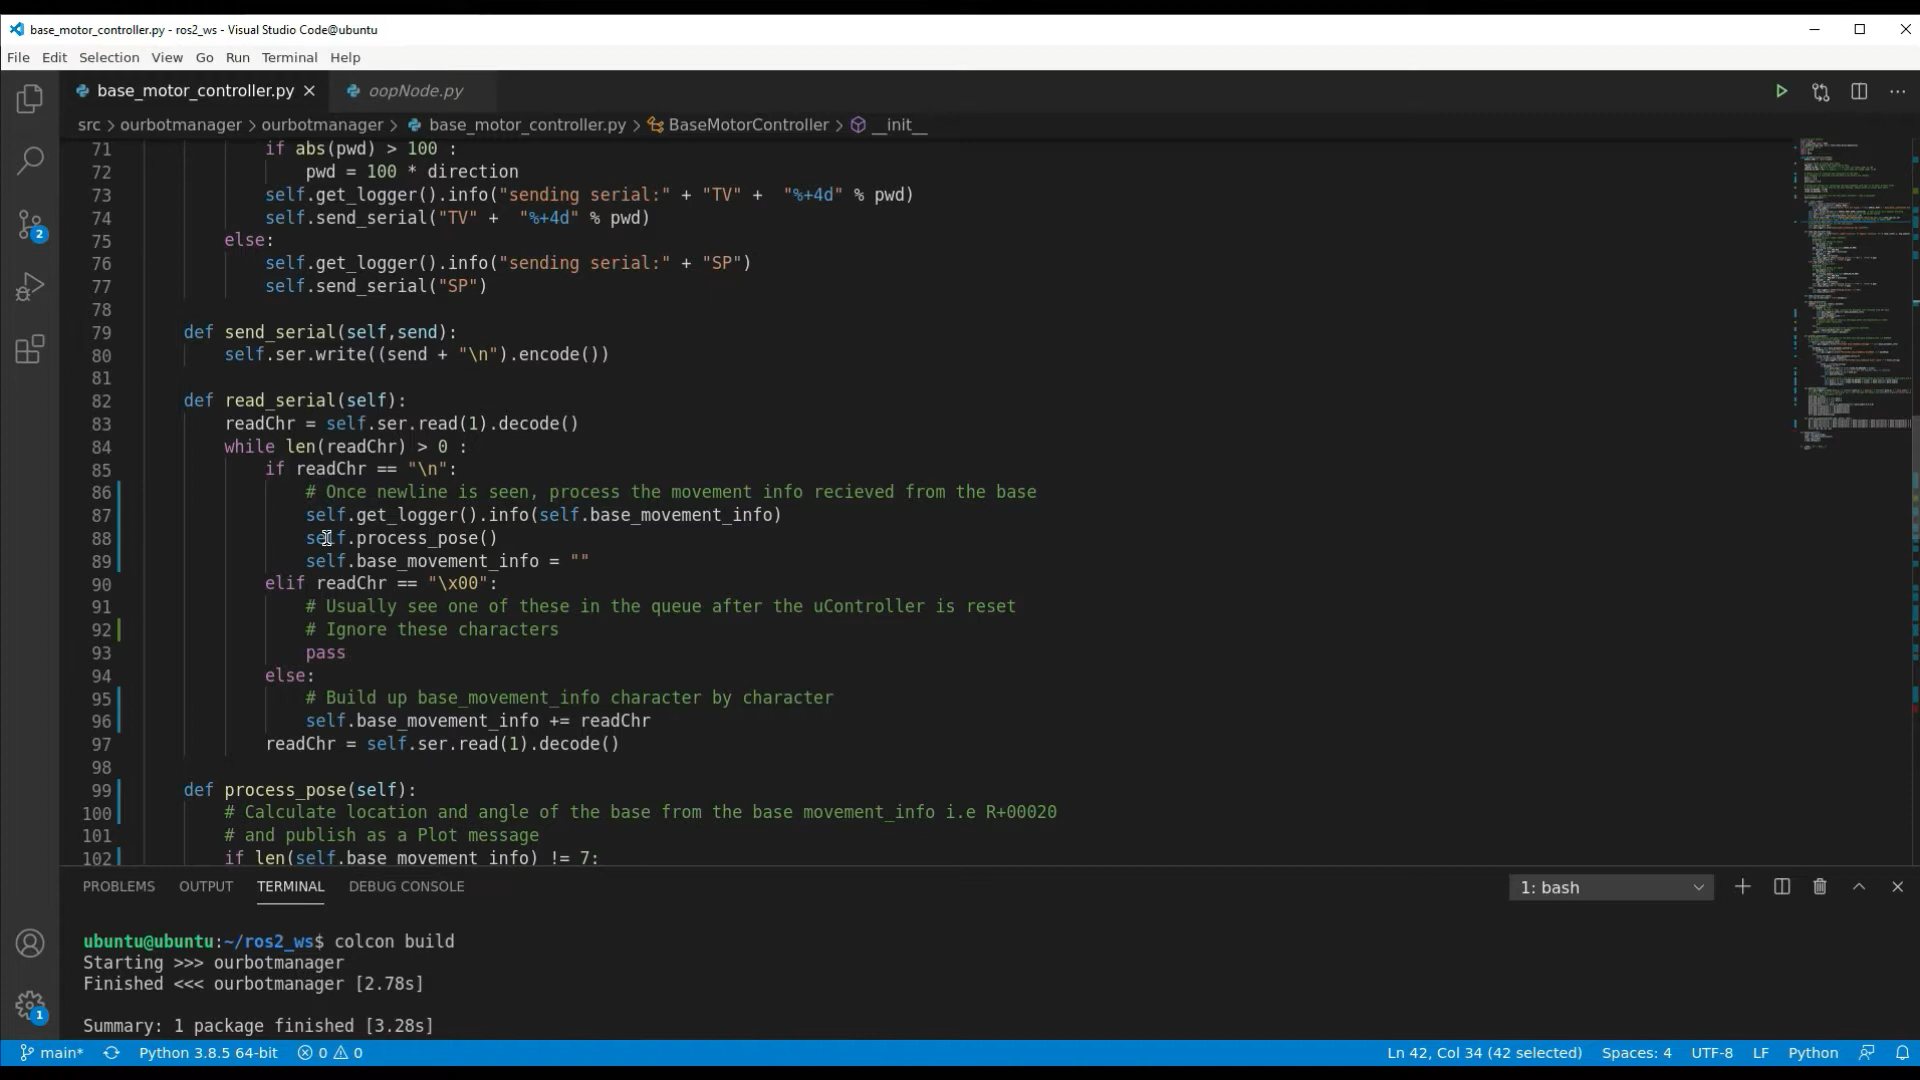 base_motor_controller.py - ros2_ws - Visual Studio Code@ubuntu
File Edit Selection View Go Run Terminal Help
base_motor_controller.py oopNode.py
src > ourbotmanager > ourbotmanager > base_motor_controller.py > BaseMotorController > __init__
71 if abs(pwd) > 100 :
72 pwd = 100 * direction
73 self.get_logger().info("sending serial:" + "TV" + "%+4d" % pwd)
74 self.send_serial("TV" + "%+4d" % pwd)
75 else:
76 self.get_logger().info("sending serial:" + "SP")
77 self.send_serial("SP")
78
79 def send_serial(self,send):
80 self.ser.write((send + "\n").encode())
81
82 def read_serial(self):
83 readChr = self.ser.read(1).decode()
84 while len(readChr) > 0 :
85 if readChr == "\n":
86 # Once newline is seen, process the movement info recieved from the base
87 self.get_logger().info(self.base_movement_info)
88 self.process_pose()
89 self.base_movement_info = ""
90 elif readChr == "\x00":
91 # Usually see one of these in the queue after the uController is reset
92 # Ignore these characters
93 pass
94 else:
95 # Build up base_movement_info character by character
96 self.base_movement_info += readChr
97 readChr = self.ser.read(1).decode()
98
99 def process_pose(self):
100 # Calculate location and angle of the base from the base movement_info i.e R+00020
101 # and publish as a Plot message
102 if len(self.base_movement_info) != 7:
PROBLEMS OUTPUT TERMINAL DEBUG CONSOLE 1: bash
ubuntu@ubuntu:~/ros2_ws$ colcon build
Starting >>> ourbotmanager
Finished <<< ourbotmanager [2.78s]
Summary: 1 package finished [3.28s]
main* Python 3.8.5 64-bit 0 0 Ln 42, Col 34 (42 selected) Spaces: 4 UTF-8 LF Python
2
1